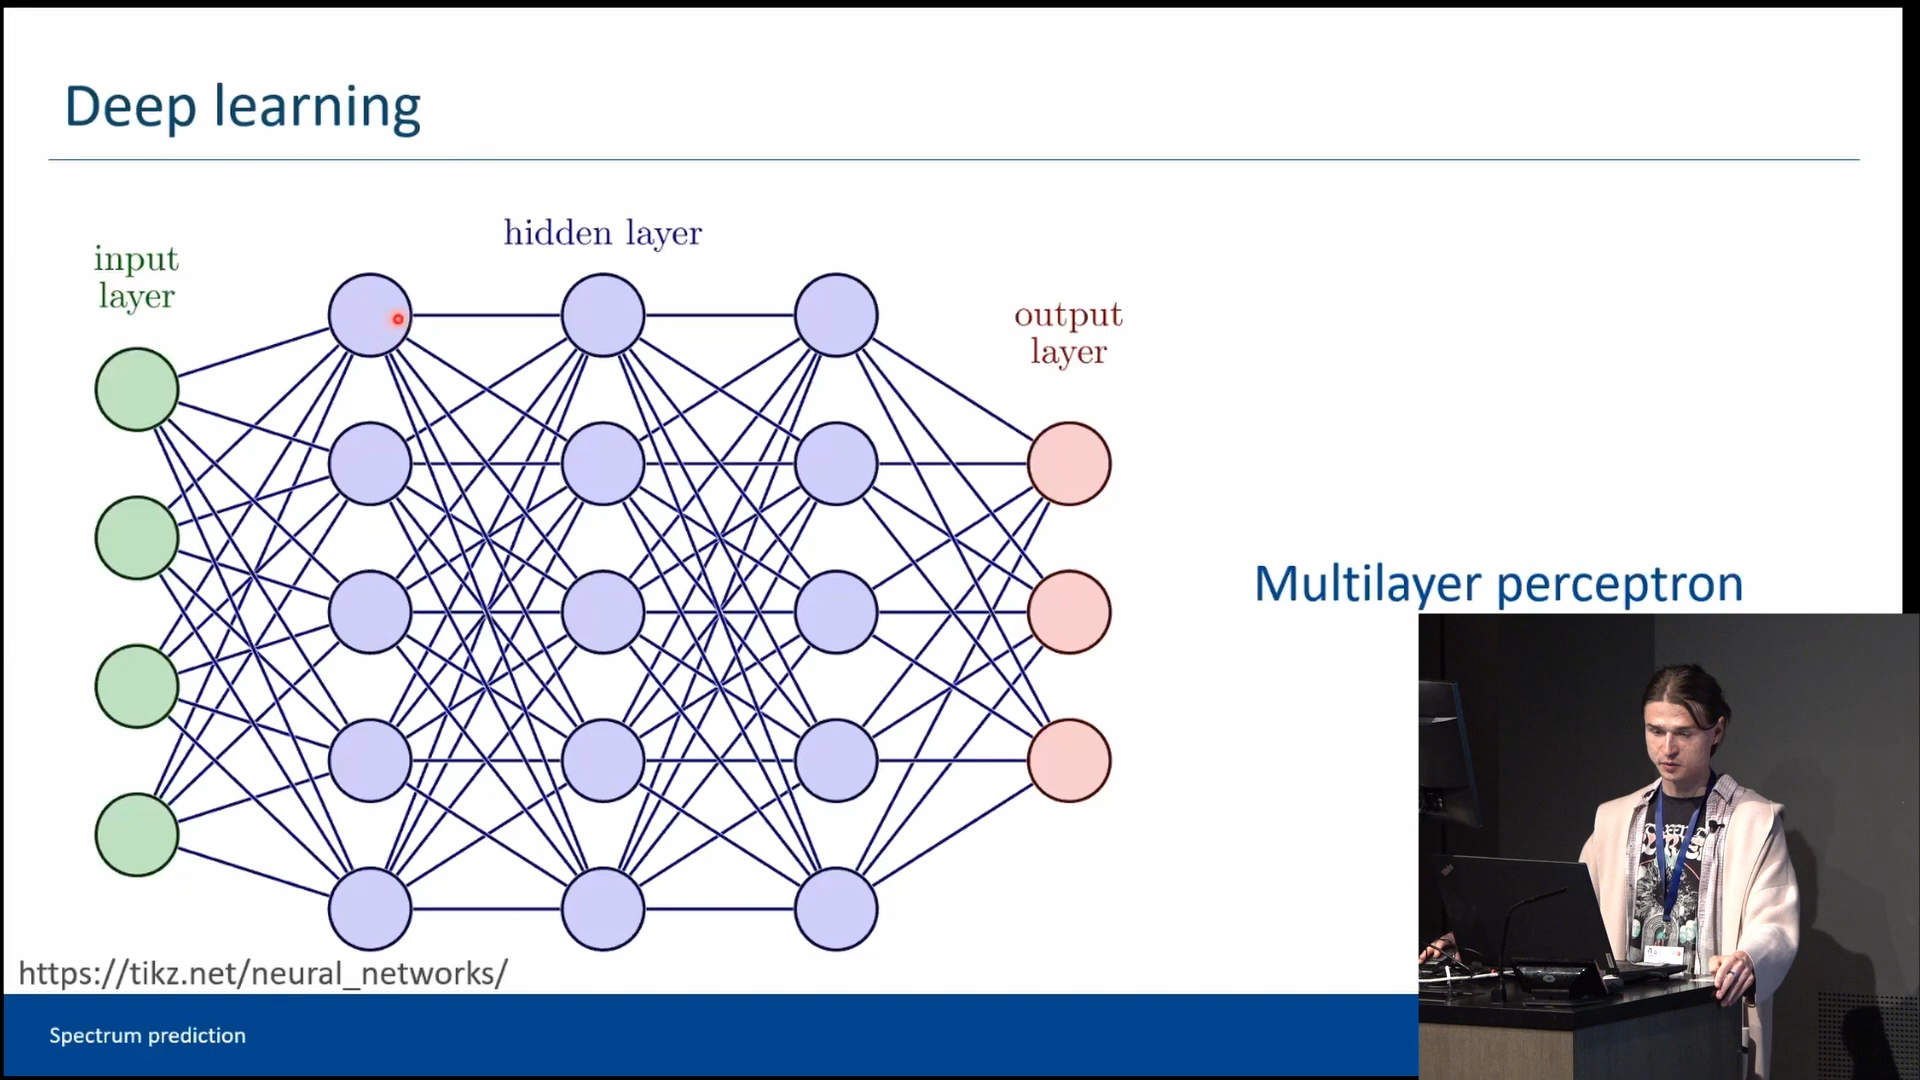 Deep learning
hidden layer
input
layer
output
layer
Multilayer perceptron
https://tikz.net/neural_networks/
Spectrum prediction